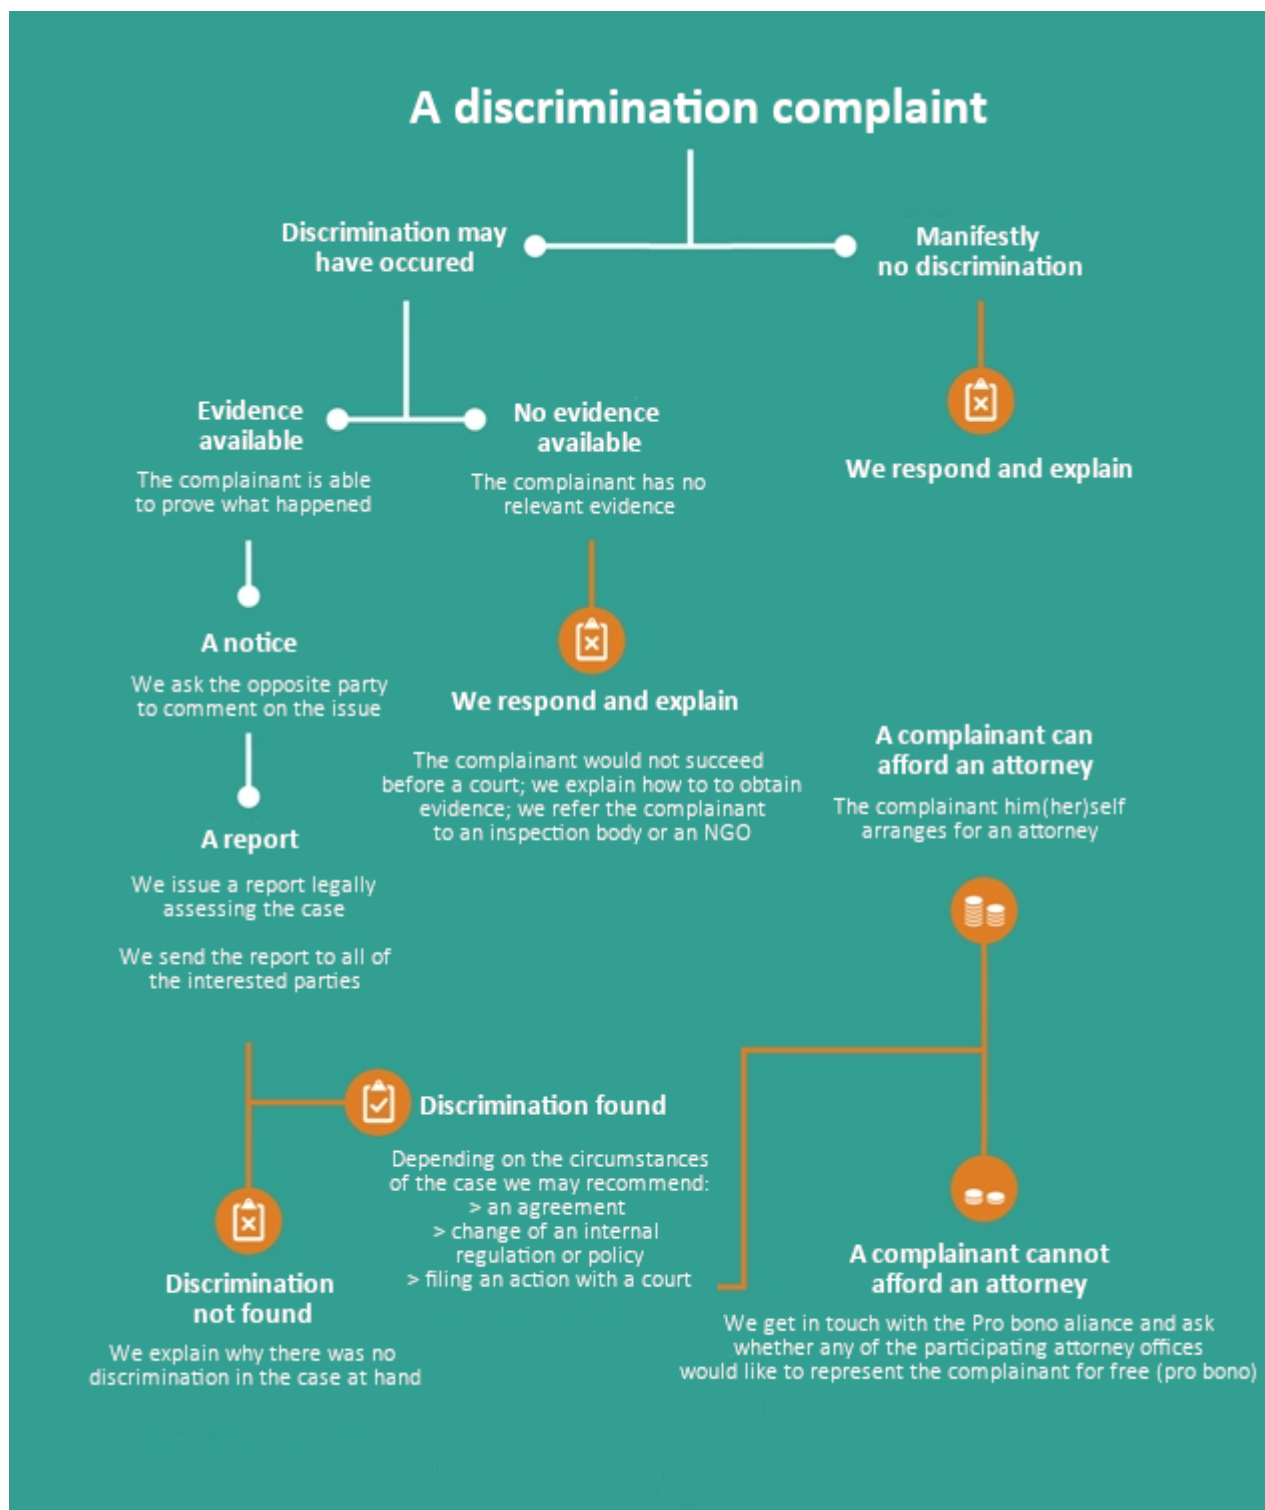 A discrimination complaint
Discrimination may
have occured
Manifestly
no discrimination
We respond and explain
Evidence
available
The complainant is able
to prove what happened
No evidence
available
The complainant has no
relevant evidence
A notice
We ask the opposite party
to comment on the issue
We respond and explain
The complainant would not succeed
before a court; we explain how to to obtain
evidence; we refer the complainant
to an inspection body or an NGO
A report
We issue a report legally
assessing the case
We send the report to all of
the interested parties
Discrimination found
Depending on the circumstances
of the case we may recommend:
> an agreement
> change of an internal
regulation or policy
> filing an action with a court
Discrimination
not found
We explain why there was no
discrimination in the case at hand
A complainant can
afford an attorney
The complainant him(her)self
arranges for an attorney
A complainant cannot
afford an attorney
We get in touch with the Pro bono aliance and ask
whether any of the participating attorney offices
would like to represent the complainant for free (pro bono)